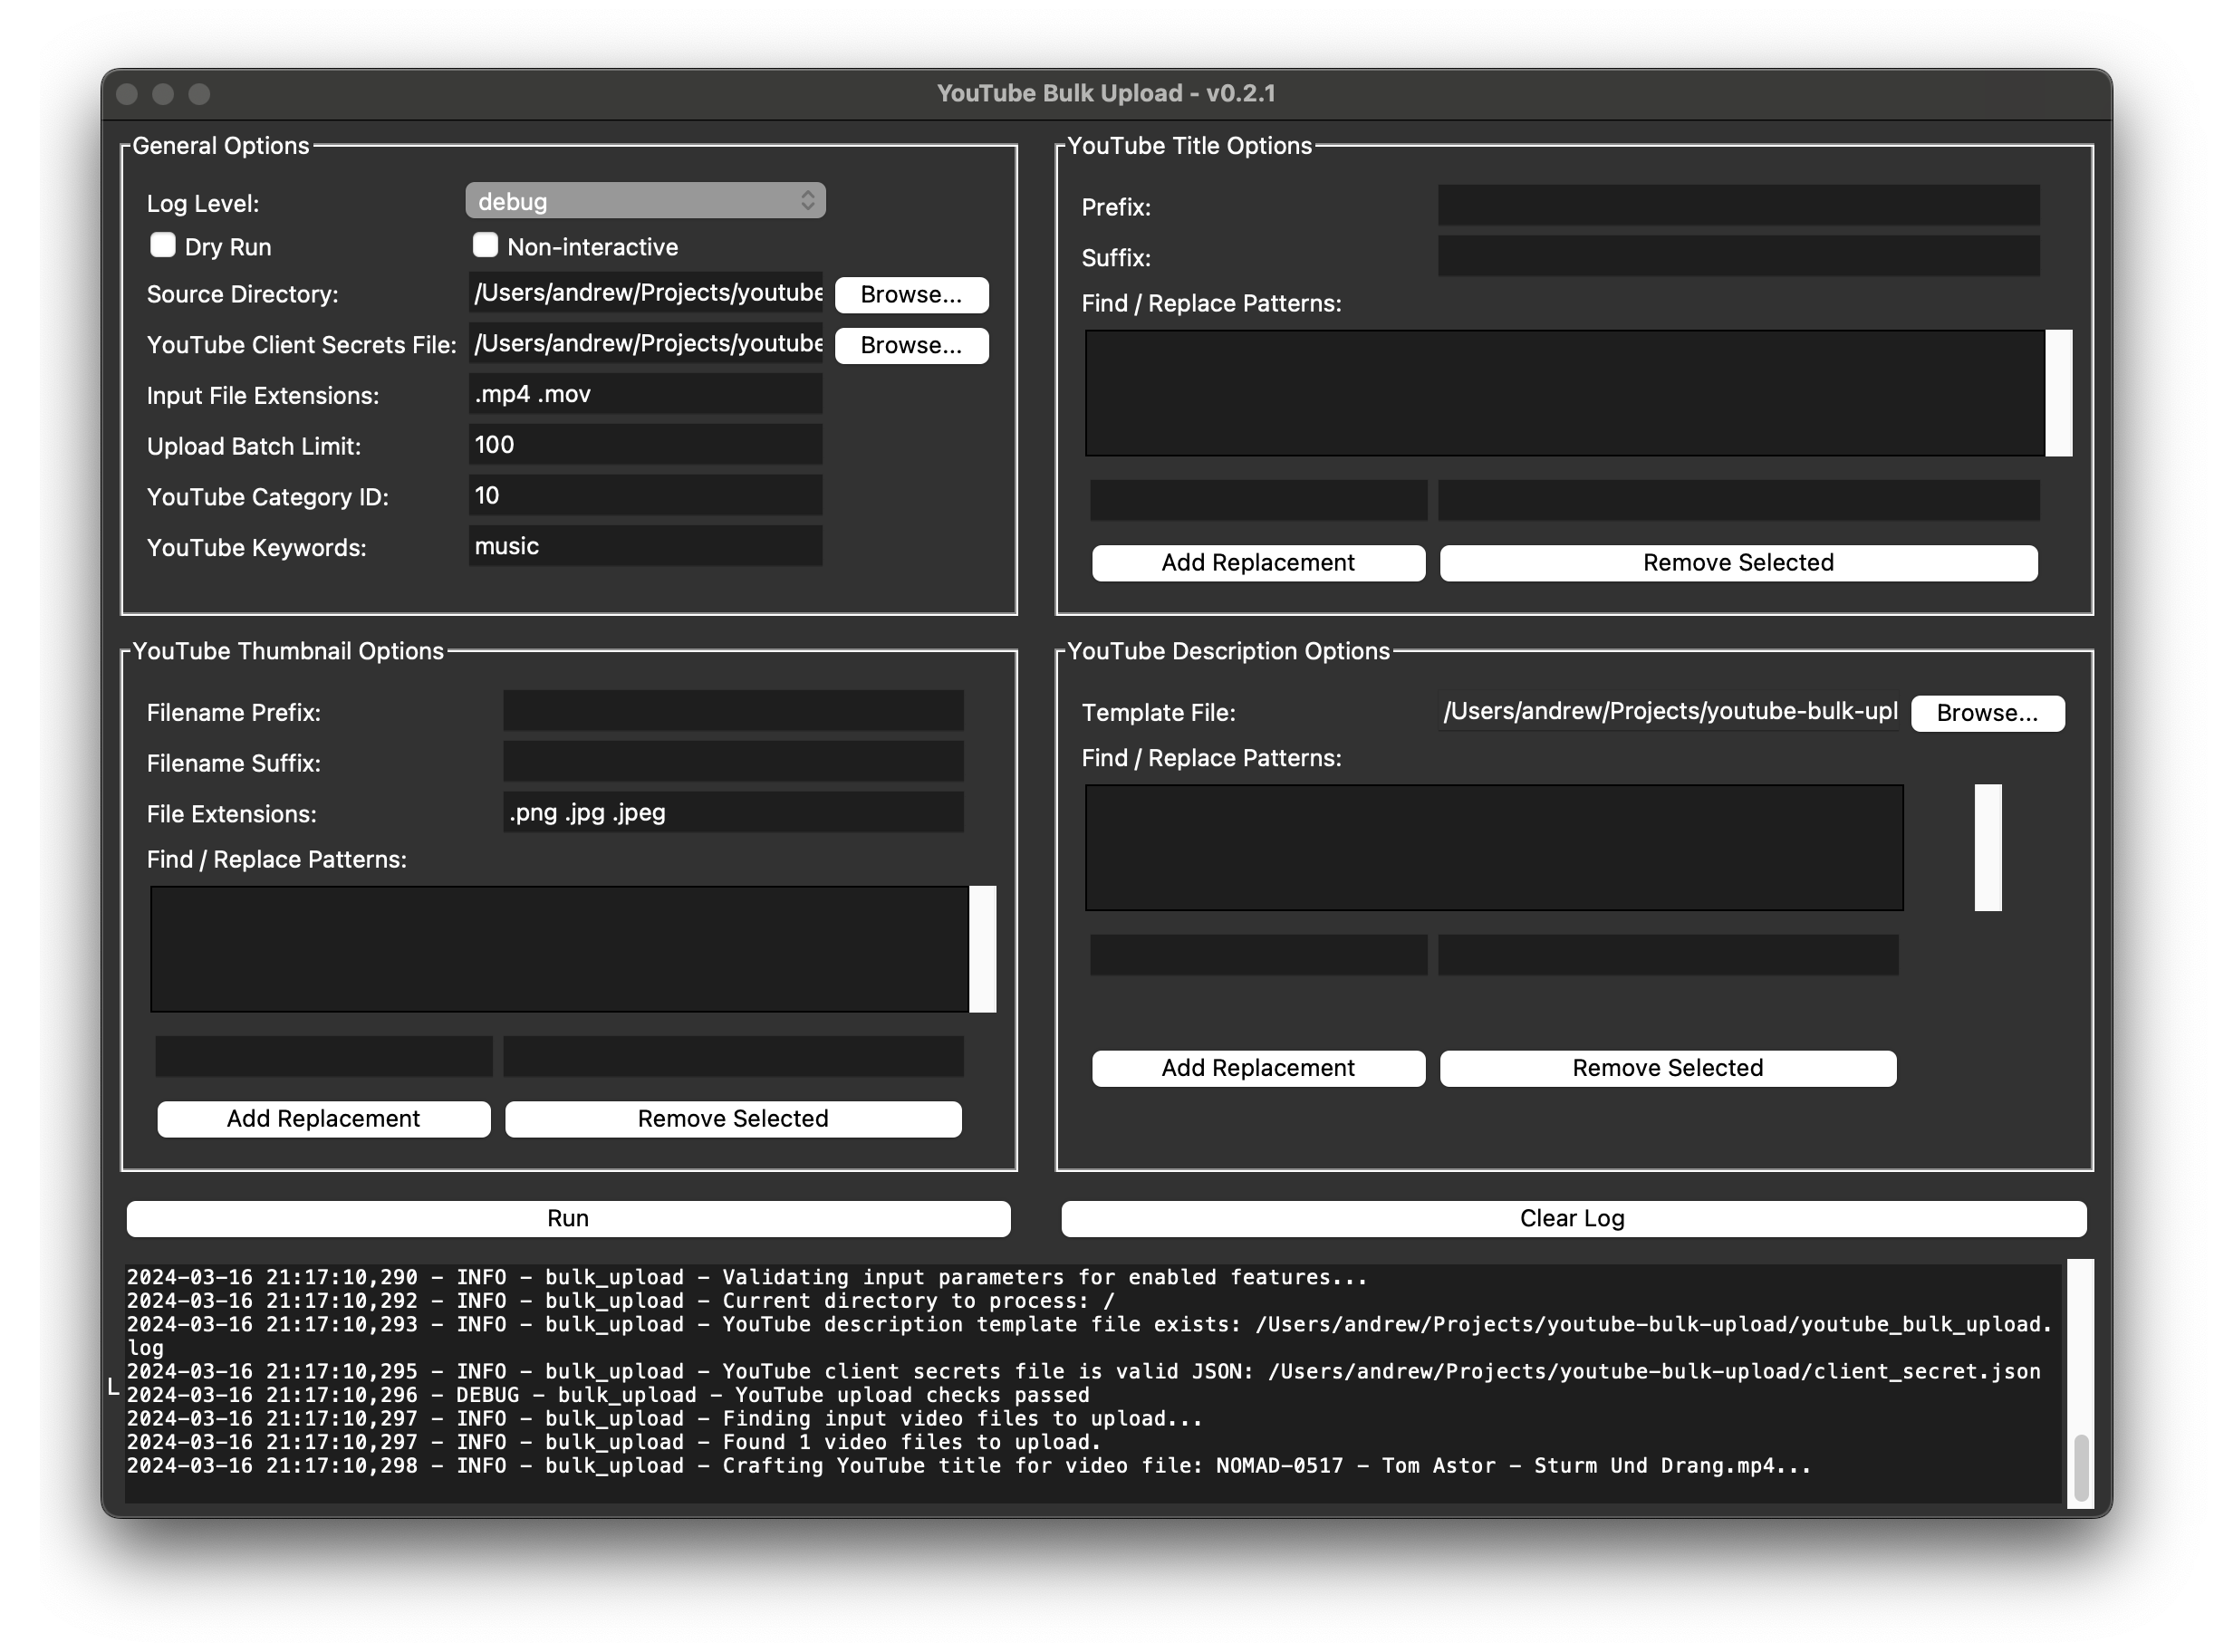 YouTube Bulk Upload - v0.2.1
General Options
Log Level:
debug
Dry Run
Non-interactive
Source Directory:
/Users/andrew/Projects/youtube
Browse...
YouTube Client Secrets File:
/Users/andrew/Projects/youtube
Browse...
Input File Extensions:
.mp4 .mov
Upload Batch Limit:
100
YouTube Category ID:
10
YouTube Keywords:
music
YouTube Title Options
Prefix:
Suffix:
Find / Replace Patterns:
Add Replacement
Remove Selected
YouTube Thumbnail Options
Filename Prefix:
Filename Suffix:
File Extensions:
.png .jpg .jpeg
Find / Replace Patterns:
Add Replacement
Remove Selected
YouTube Description Options
Template File:
/Users/andrew/Projects/youtube-bulk-upl
Browse...
Find / Replace Patterns:
Add Replacement
Remove Selected
Run
Clear Log
L
2024-03-16 21:17:10,290 - INFO - bulk_upload - Validating input parameters for enabled features...
2024-03-16 21:17:10,292 - INFO - bulk_upload - Current directory to process: /
2024-03-16 21:17:10,293 - INFO - bulk_upload - YouTube description template file exists: /Users/andrew/Projects/youtube-bulk-upload/youtube_bulk_upload.
log
2024-03-16 21:17:10,295 - INFO - bulk_upload - YouTube client secrets file is valid JSON: /Users/andrew/Projects/youtube-bulk-upload/client_secret.json
2024-03-16 21:17:10,296 - DEBUG - bulk_upload - YouTube upload checks passed
2024-03-16 21:17:10,297 - INFO - bulk_upload - Finding input video files to upload...
2024-03-16 21:17:10,297 - INFO - bulk_upload - Found 1 video files to upload.
2024-03-16 21:17:10,298 - INFO - bulk_upload - Crafting YouTube title for video file: NOMAD-0517 - Tom Astor - Sturm Und Drang.mp4...